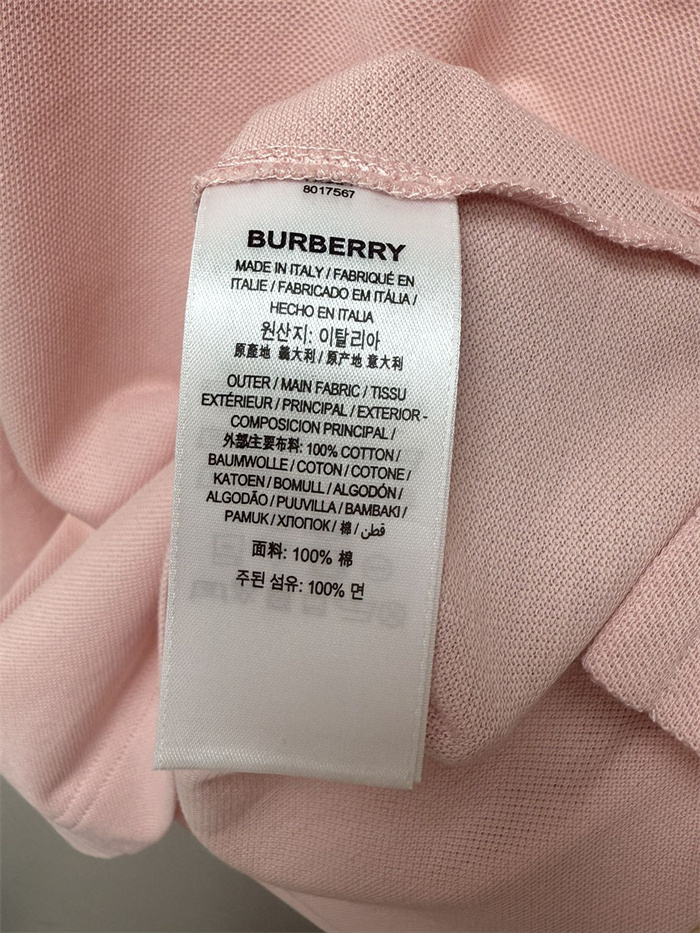 8017567
BURBERRY
MADE IN ITALY / FABRIQUÉ EN
ITALIE / FABRICADO EM ITÁLIA /
HECHO EN ITALIA
원산지: 이탈리아
原產地 義大利 / 原产地 意大利
OUTER / MAIN FABRIC / TISSU
EXTÉRIEUR / PRINCIPAL / EXTERIOR -
COMPOSICION PRINCIPAL /
外部/主要布料: 100% COTTON /
BAUMWOLLE / COTON / COTONE /
KATOEN / BOMULL / ALGODÓN /
ALGODÃO / PUUVILLA / BAMBAKI /
PAMUK / ХЛОПОК / 棉 / قطن
面料: 100% 棉
주된 섬유: 100% 면